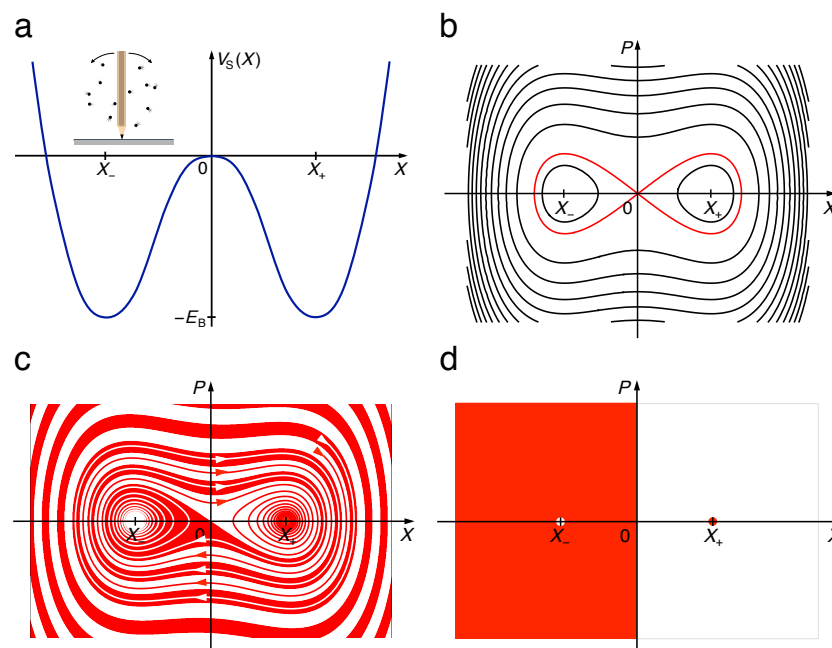 a
V_S(X)
X_−
0
X_+
X
−E_B
b
P
X_−
0
X_+
X
c
P
X_−
0
X_+
X
d
P
X_−
0
X_+
X